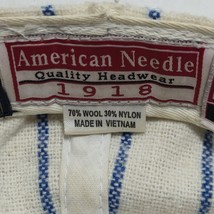 American Needle
Quality Headwear
1918
70% WOOL 30% NYLON
MADE IN VIETNAM